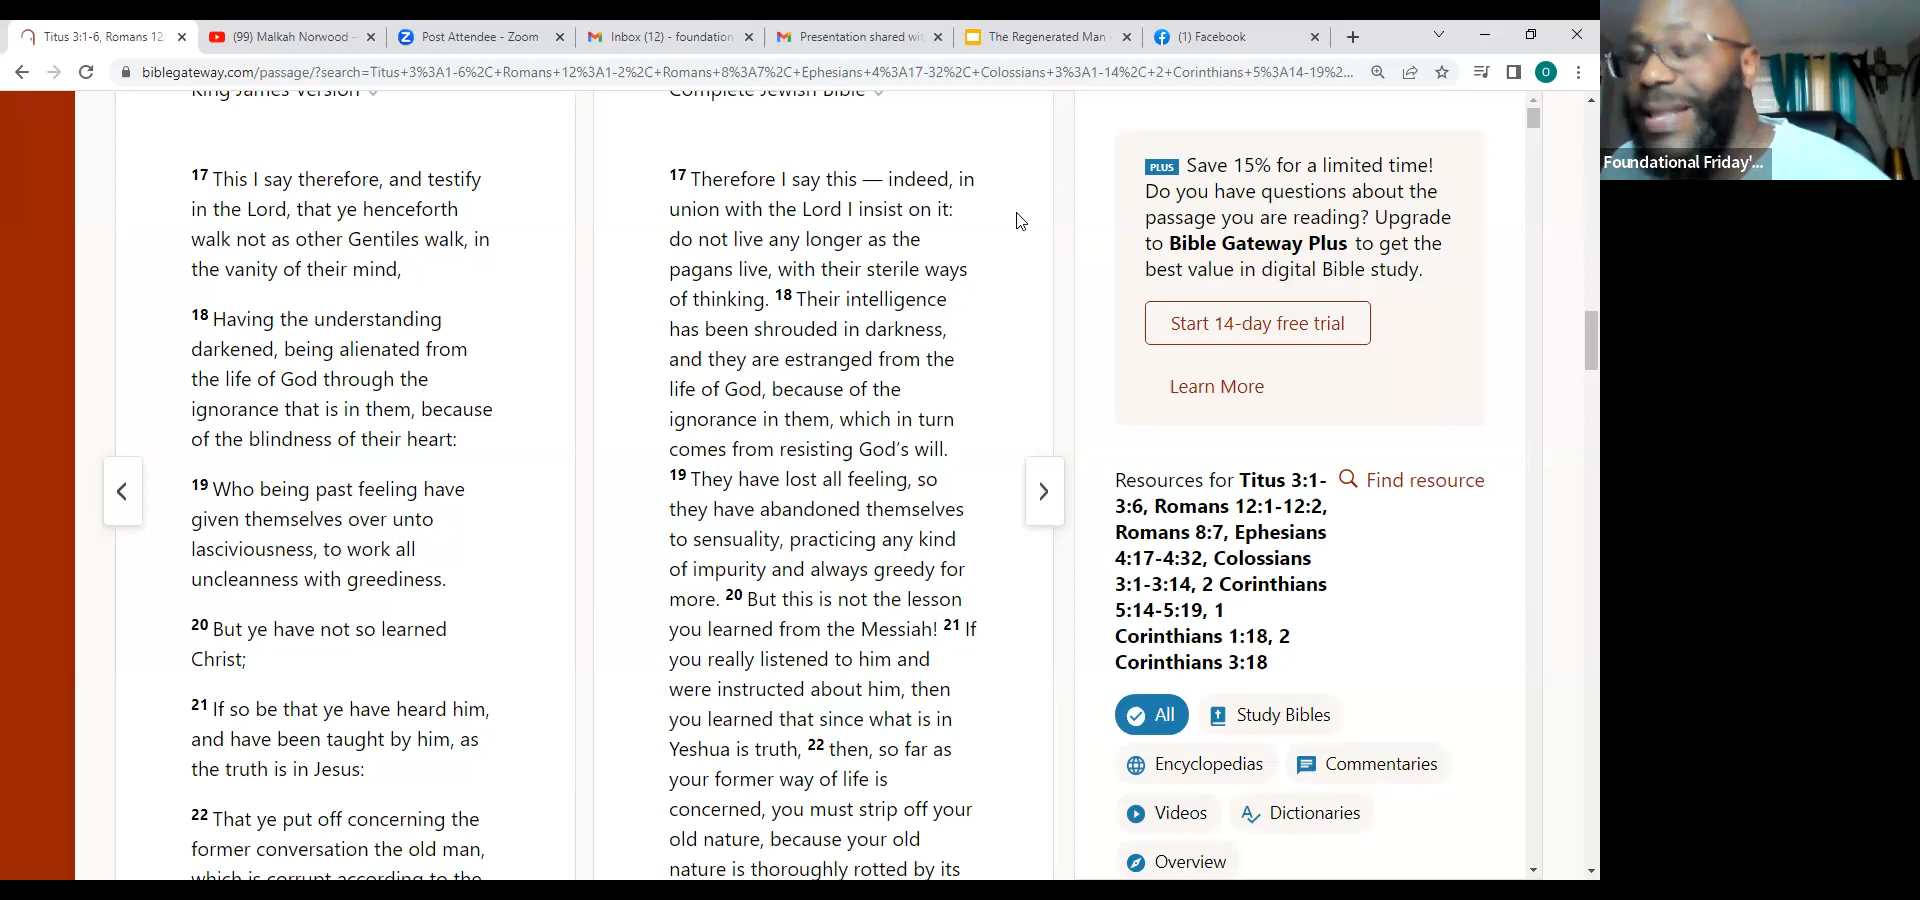 Titus 3:1-6, Romans 12:
(99) Malkah Norwood –
Post Attendee - Zoom
Inbox (12) - foundation
Presentation shared wi
The Regenerated Man -
(1) Facebook
biblegateway.com/passage/?search=Titus+3%3A1-6%2C+Romans+12%3A1-2%2C+Romans+8%3A7%2C+Ephesians+4%3A17-32%2C+Colossians+3%3A1-14%2C+2+Corinthians+5%3A14-19%2...
O
King James Version
17 This I say therefore, and testify
in the Lord, that ye henceforth
walk not as other Gentiles walk, in
the vanity of their mind,
18 Having the understanding
darkened, being alienated from
the life of God through the
ignorance that is in them, because
of the blindness of their heart:
19 Who being past feeling have
given themselves over unto
lasciviousness, to work all
uncleanness with greediness.
20 But ye have not so learned
Christ;
21 If so be that ye have heard him,
and have been taught by him, as
the truth is in Jesus:
22 That ye put off concerning the
former conversation the old man,
which is corrupt according to the
Complete Jewish Bible
17 Therefore I say this — indeed, in
union with the Lord I insist on it:
do not live any longer as the
pagans live, with their sterile ways
of thinking. 18 Their intelligence
has been shrouded in darkness,
and they are estranged from the
life of God, because of the
ignorance in them, which in turn
comes from resisting God's will.
19 They have lost all feeling, so
they have abandoned themselves
to sensuality, practicing any kind
of impurity and always greedy for
more. 20 But this is not the lesson
you learned from the Messiah! 21 If
you really listened to him and
were instructed about him, then
you learned that since what is in
Yeshua is truth, 22 then, so far as
your former way of life is
concerned, you must strip off your
old nature, because your old
nature is thoroughly rotted by its
PLUS Save 15% for a limited time!
Do you have questions about the
passage you are reading? Upgrade
to Bible Gateway Plus to get the
best value in digital Bible study.
Start 14-day free trial
Learn More
Resources for Titus 3:1- Find resource
3:6, Romans 12:1-12:2,
Romans 8:7, Ephesians
4:17-4:32, Colossians
3:1-3:14, 2 Corinthians
5:14-5:19, 1
Corinthians 1:18, 2
Corinthians 3:18
All Study Bibles
Encyclopedias Commentaries
Videos Dictionaries
Overview
Foundational Friday'...